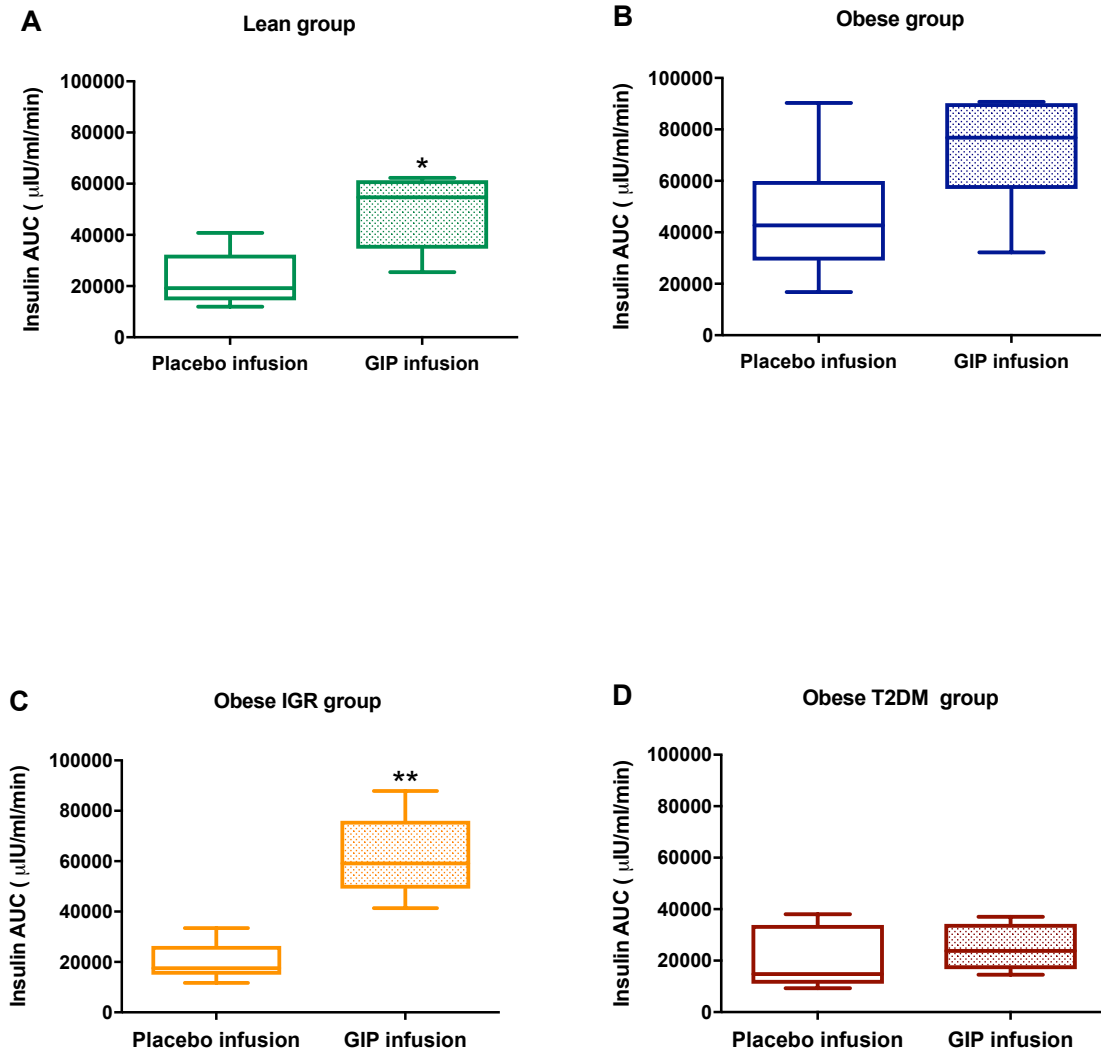 A
Lean group
Insulin AUC ( µIU/ml/min)
100000
80000
60000
40000
20000
0
*
Placebo infusion
GIP infusion
B
Obese group
Insulin AUC ( µIU/ml/min)
100000
80000
60000
40000
20000
0
Placebo infusion
GIP infusion
C
Obese IGR group
Insulin AUC ( µIU/ml/min)
100000
80000
60000
40000
20000
0
**
Placebo infusion
GIP infusion
D
Obese T2DM group
Insulin AUC ( µIU/ml/min)
100000
80000
60000
40000
20000
0
Placebo infusion
GIP infusion